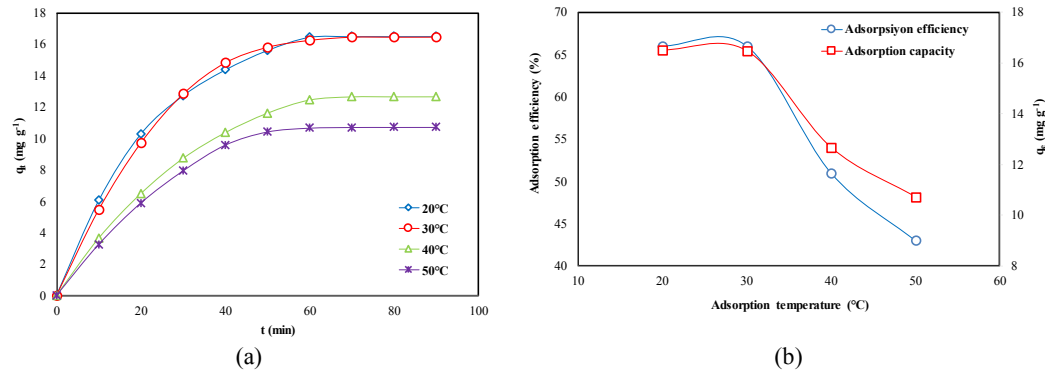 18
16
14
12
10
8
6
4
2
0
qt (mg g-1)
20°C
30°C
40°C
50°C
0 20 40 60 80 100
t (min)
(a)
70
65
60
55
50
45
40
Adsorption efficiency (%)
Adsorpsiyon efficiency
Adsorption capacity
18
16
14
12
10
8
qe (mg g-1)
10 20 30 40 50 60
Adsorption temperature (°C)
(b)